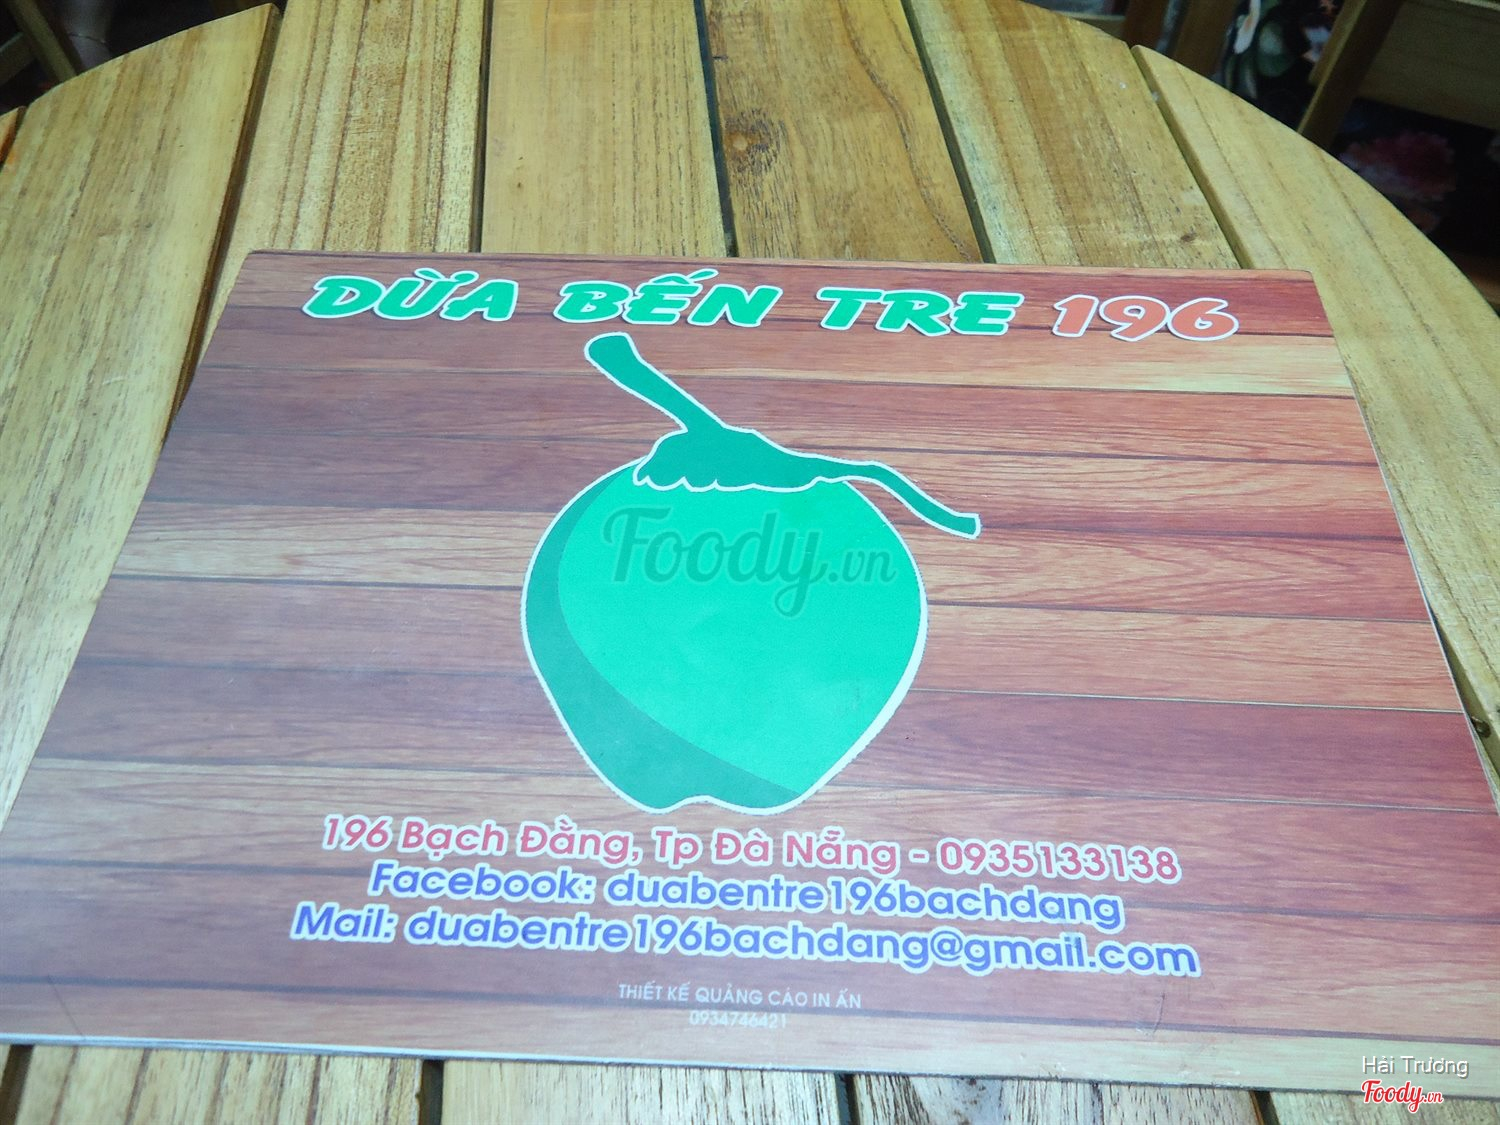 DỪA BẾN TRE 196
Foody.vn
196 Bạch Đằng, Tp Đà Nẵng - 0935133138
Facebook: duabentre196bachdang
Mail: duabentre196bachdang@gmail.com
THIẾT KẾ QUẢNG CÁO IN ẤN
0934746421
Hải Trương
Foody.vn